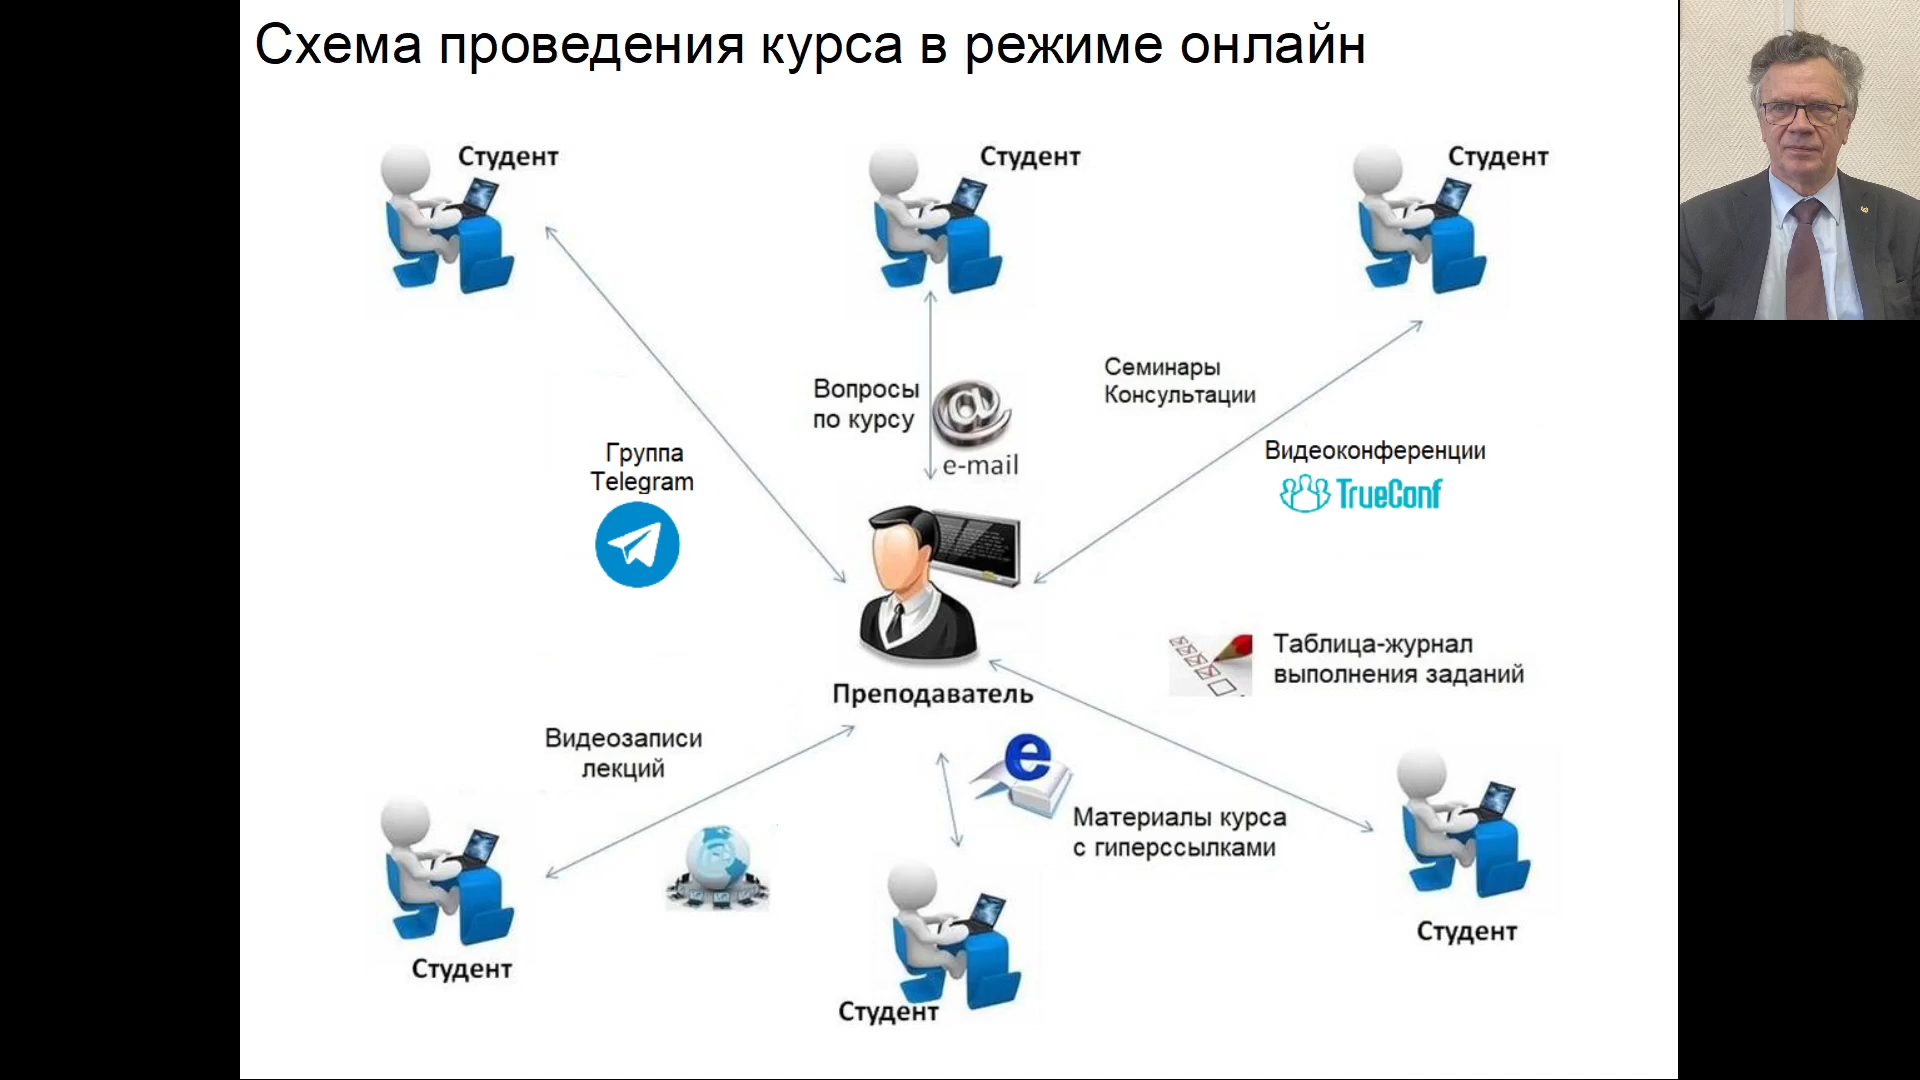 Схема проведения курса в режиме онлайн
Студент
Студент
Студент
Вопросы
по курсу
e-mail
Семинары
Консультации
Группа
Telegram
Видеоконференции
TrueConf
Преподаватель
Таблица-журнал
выполнения заданий
Видеозаписи
лекций
Материалы курса
с гиперссылками
Студент
Студент
Студент